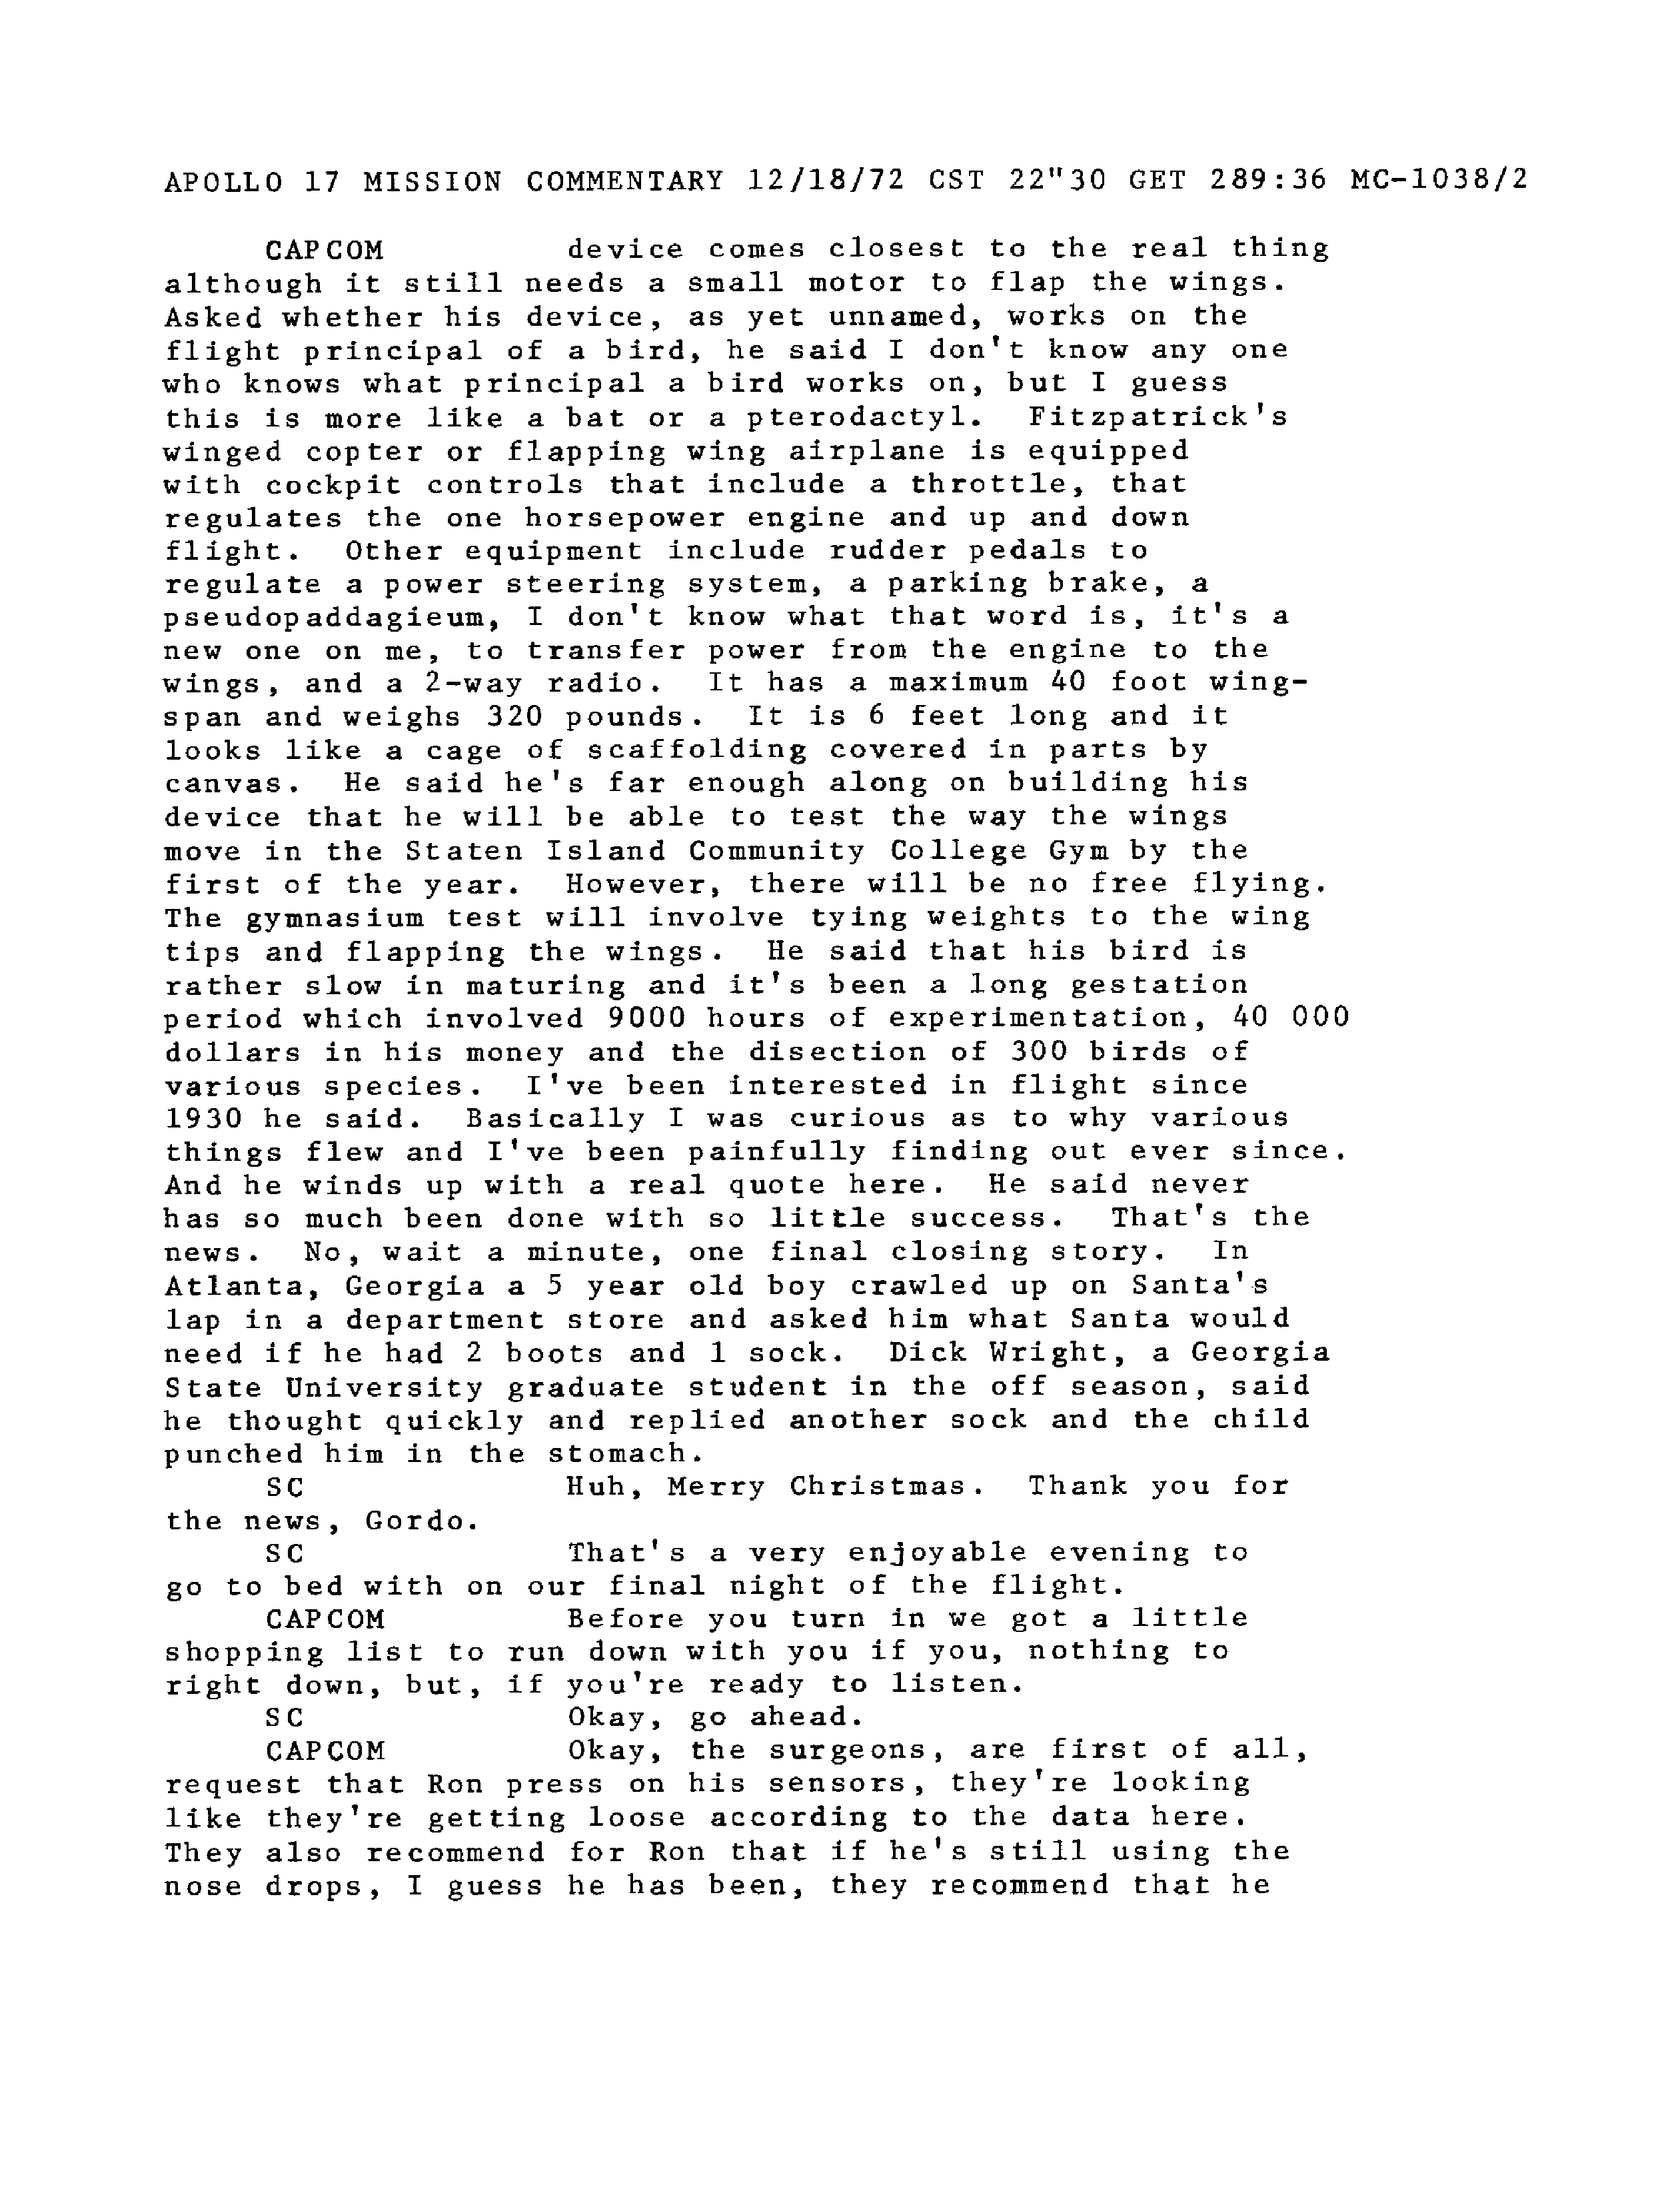 APOLLO 17 MISSION COMMENTARY 12/18/72 CST 22"30 GET 289:36 MC-1038/2
CAPCOM device comes closest to the real thing
although it still needs a small motor to flap the wings.
Asked whether his device, as yet unnamed, works on the
flight principal of a bird, he said I don't know any one
who knows what principal a bird works on, but I guess
this is more like a bat or a pterodactyl. Fitzpatrick's
winged copter or flapping wing airplane is equipped
with cockpit controls that include a throttle, that
regulates the one horsepower engine and up and down
flight. Other equipment include rudder pedals to
regulate a power steering system, a parking brake, a
pseudopaddagieum, I don't know what that word is, it's a
new one on me, to transfer power from the engine to the
wings, and a 2-way radio. It has a maximum 40 foot wing-
span and weighs 320 pounds. It is 6 feet long and it
looks like a cage of scaffolding covered in parts by
canvas. He said he's far enough along on building his
device that he will be able to test the way the wings
move in the Staten Island Community College Gym by the
first of the year. However, there will be no free flying.
The gymnasium test will involve tying weights to the wing
tips and flapping the wings. He said that his bird is
rather slow in maturing and it's been a long gestation
period which involved 9000 hours of experimentation, 40 000
dollars in his money and the disection of 300 birds of
various species. I've been interested in flight since
1930 he said. Basically I was curious as to why various
things flew and I've been painfully finding out ever since.
And he winds up with a real quote here. He said never
has so much been done with so little success. That's the
news. No, wait a minute, one final closing story. In
Atlanta, Georgia a 5 year old boy crawled up on Santa's
lap in a department store and asked him what Santa would
need if he had 2 boots and 1 sock. Dick Wright, a Georgia
State University graduate student in the off season, said
he thought quickly and replied another sock and the child
punched him in the stomach.
SC Huh, Merry Christmas. Thank you for
the news, Gordo.
SC That's a very enjoyable evening to
go to bed with on our final night of the flight.
CAPCOM Before you turn in we got a little
shopping list to run down with you if you, nothing to
right down, but, if you're ready to listen.
SC Okay, go ahead.
CAPCOM Okay, the surgeons, are first of all,
request that Ron press on his sensors, they're looking
like they're getting loose according to the data here.
They also recommend for Ron that if he's still using the
nose drops, I guess he has been, they recommend that he